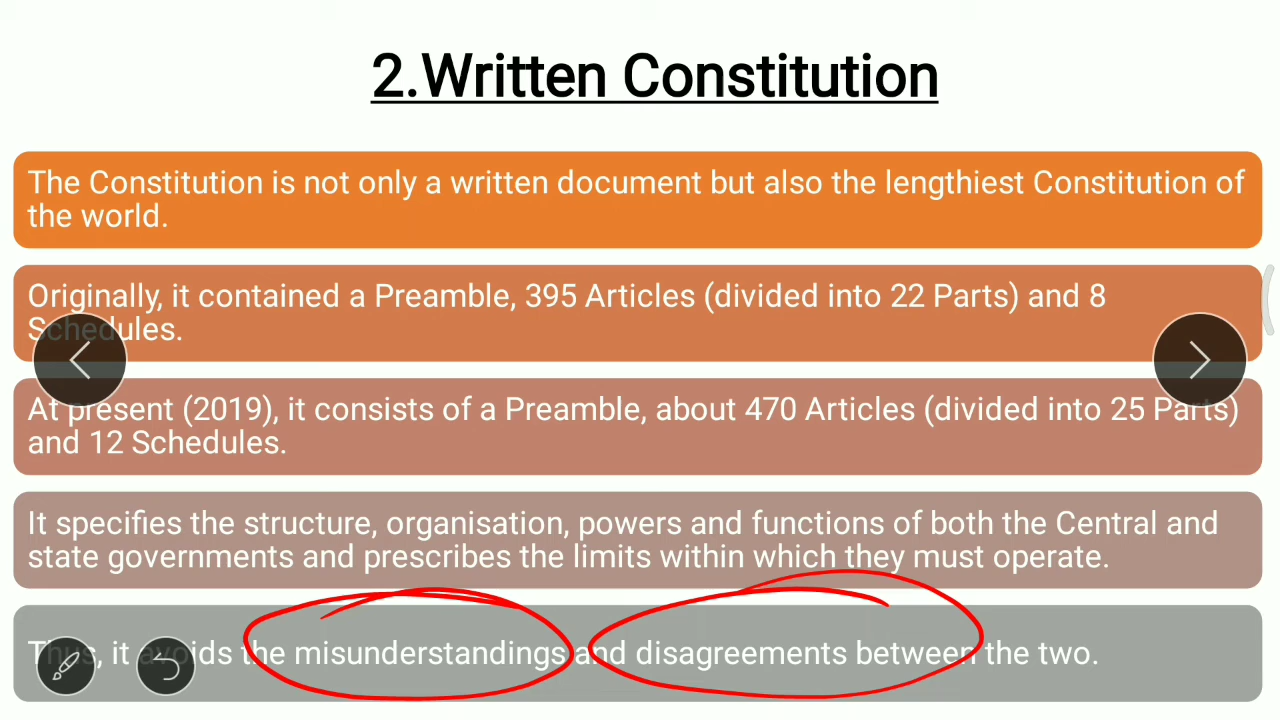 2.Written Constitution
The Constitution is not only a written document but also the lengthiest Constitution of
the world.
Originally, it contained a Preamble, 395 Articles (divided into 22 Parts) and 8
Schedules.
At present (2019), it consists of a Preamble, about 470 Articles (divided into 25 Parts)
and 12 Schedules.
It specifies the structure, organisation, powers and functions of both the Central and
state governments and prescribes the limits within which they must operate.
Thus, it avoids the misunderstandings and disagreements between the two.